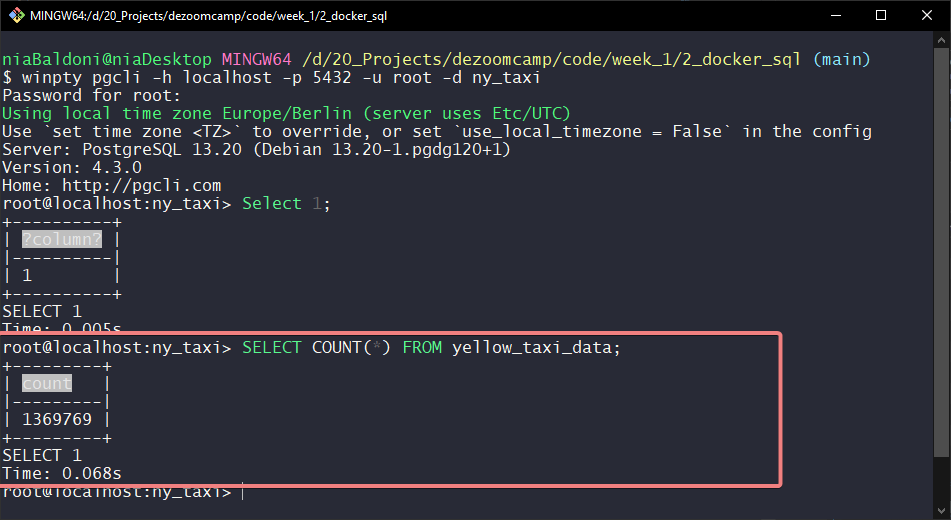 MINGW64:/d/20_Projects/dezoomcamp/code/week_1/2_docker_sql
niaBaldoni@niaDesktop MINGW64 /d/20_Projects/dezoomcamp/code/week_1/2_docker_sql (main)
$ winpty pgcli -h localhost -p 5432 -u root -d ny_taxi
Password for root:
Using local time zone Europe/Berlin (server uses Etc/UTC)
Use `set time zone <TZ>` to override, or set `use_local_timezone = False` in the config
Server: PostgreSQL 13.20 (Debian 13.20-1.pgdg120+1)
Version: 4.3.0
Home: http://pgcli.com
root@localhost:ny_taxi> Select 1;
+----------+
| ?column? |
|----------|
| 1        |
+----------+
SELECT 1
Time: 0.005s
root@localhost:ny_taxi> SELECT COUNT(*) FROM yellow_taxi_data;
+---------+
| count   |
|---------|
| 1369769 |
+---------+
SELECT 1
Time: 0.068s
root@localhost:ny_taxi>